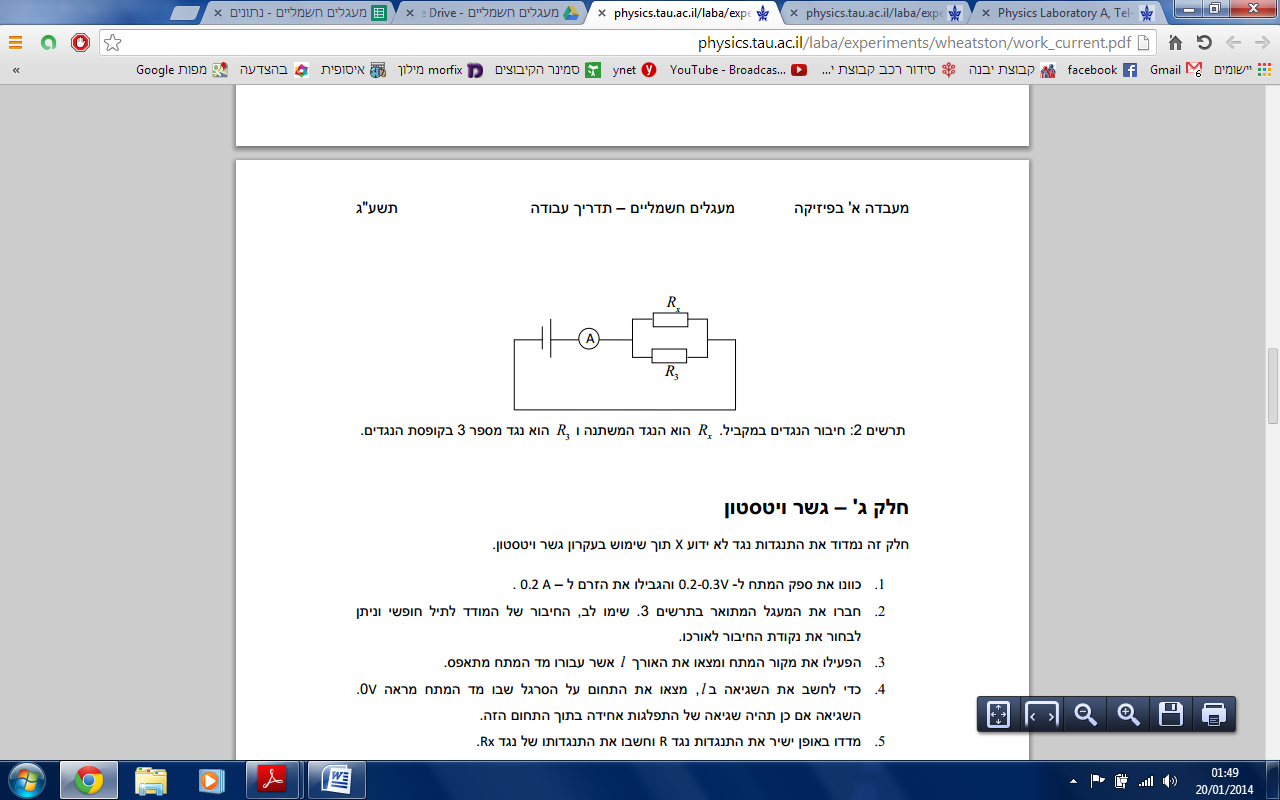 מעגלים חשמליים - נתונים
מעגלים חשמליים - Drive
physics.tau.ac.il/laba/expe
physics.tau.ac.il/laba/expe
Physics Laboratory A, Tel-
physics.tau.ac.il/laba/experiments/wheatston/work_current.pdf
יישומים
Gmail
facebook
קבוצת יבנה
סידור רכב קבוצת י...
YouTube - Broadcas...
ynet
סמינר הקיבוצים
morfix מילון
איסופית
בהצדעה
מפות Google
»
מעבדה א' בפיזיקה
מעגלים חשמליים – תדריך עבודה
תשע"ג
Rx
A
R3
תרשים 2: חיבור הנגדים במקביל. Rx הוא הנגד המשתנה ו R3 הוא נגד מספר 3 בקופסת הנגדים.
חלק ג' – גשר ויטסטון
חלק זה נמדוד את התנגדות נגד לא ידוע X תוך שימוש בעקרון גשר ויטסטון.
1. כוונו את ספק המתח ל- 0.2-0.3V והגבילו את הזרם ל – 0.2 A .
2. חברו את המעגל המתואר בתרשים 3. שימו לב, החיבור של המודד לתיל חופשי וניתן
לבחור את נקודת החיבור לאורכו.
3. הפעילו את מקור המתח ומצאו את האורך l אשר עבורו מד המתח מתאפס.
4. כדי לחשב את השגיאה ב l, מצאו את התחום על הסרגל שבו מד המתח מראה 0V.
השגיאה אם כן תהיה שגיאה של התפלגות אחידה בתוך התחום הזה.
5. מדדו באופן ישיר את התנגדות נגד R וחשבו את התנגדותו של נגד Rx.
01:49
20/01/2014